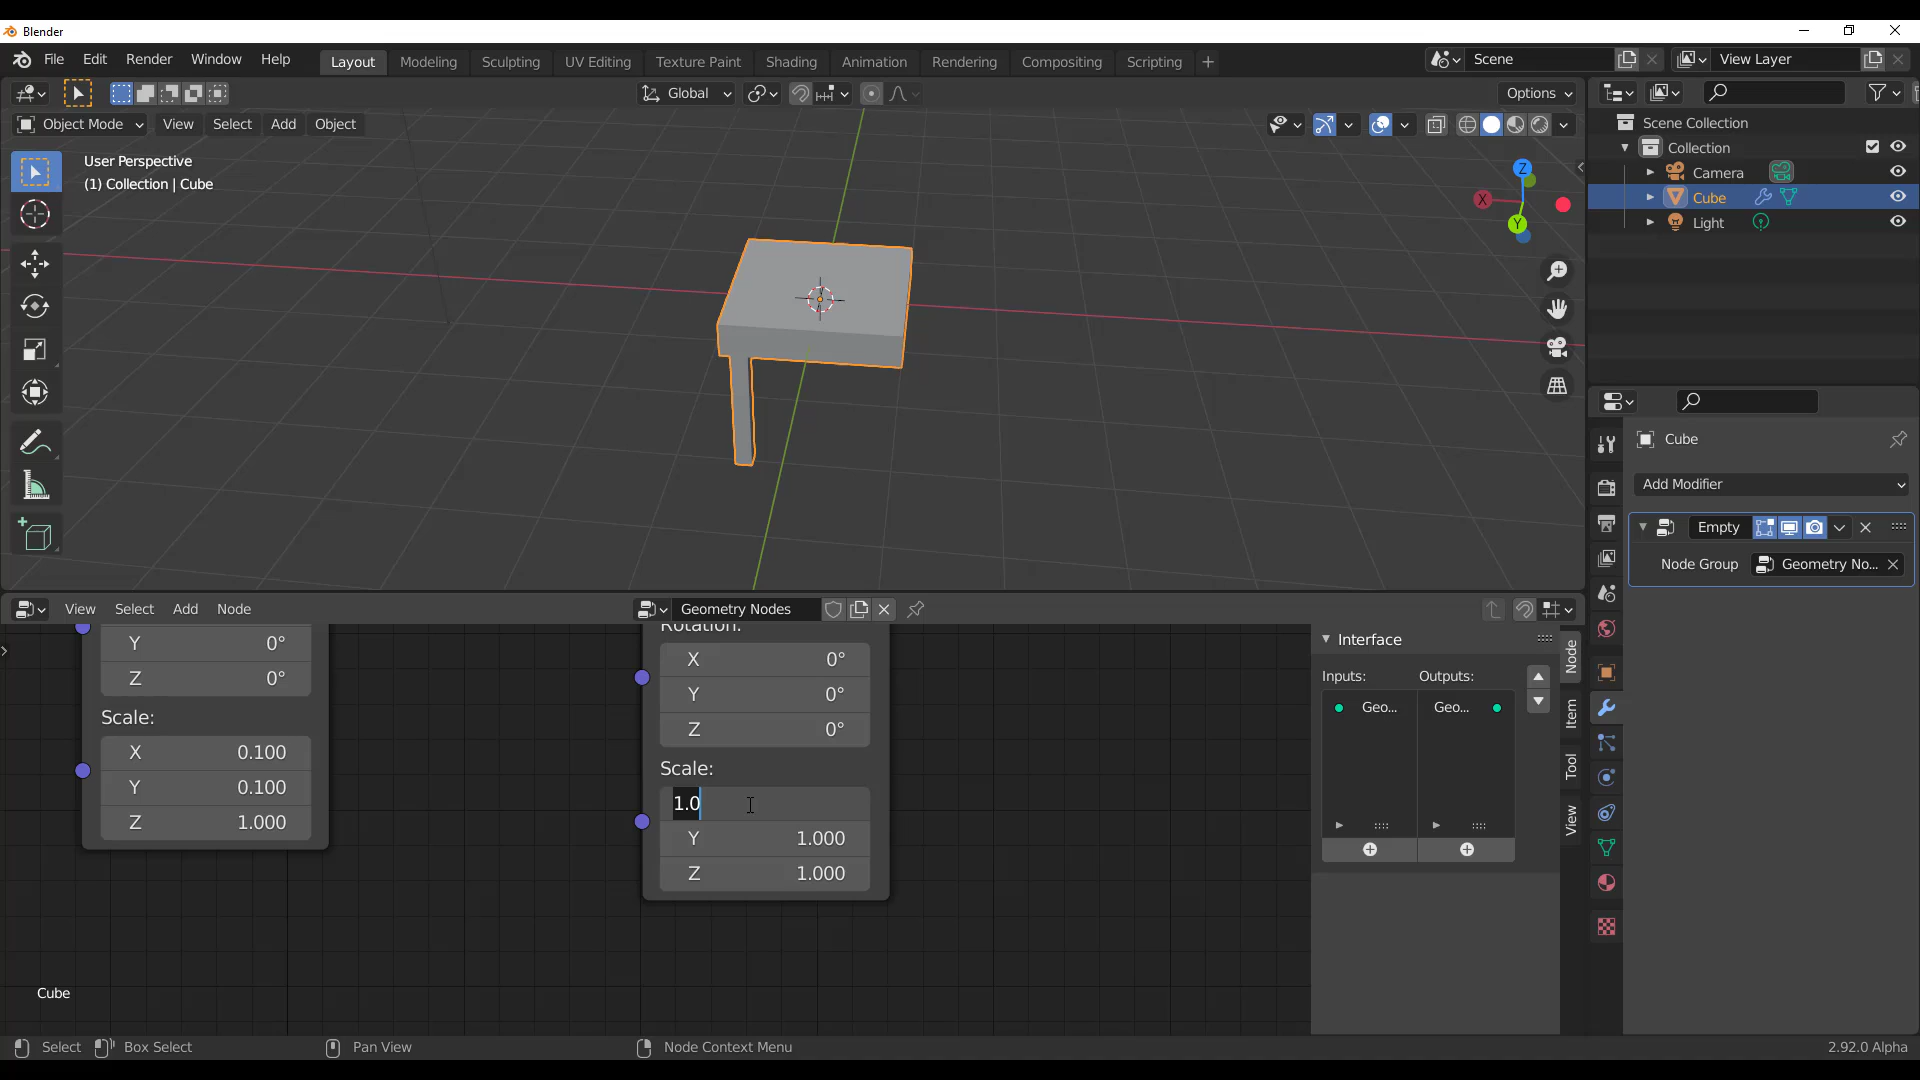 Blender
File Edit Render Window Help Layout Modeling Sculpting UV Editing Texture Paint Shading Animation Rendering Compositing Scripting + Scene View Layer
Global Options
Object Mode View Select Add Object
User Perspective
(1) Collection | Cube
Z
X
Y
Scene Collection
Collection
Camera
Cube
Light
Cube
Add Modifier
Empty
Node Group Geometry No...
View Select Add Node Geometry Nodes
Y 0°
Z 0°
Scale:
X 0.100
Y 0.100
Z 1.000
Rotation:
X 0°
Y 0°
Z 0°
Scale:
1.0
Y 1.000
Z 1.000
Interface
Inputs: Outputs:
Geo... Geo...
Node
Item
Tool
View
Cube
Select Box Select Pan View Node Context Menu 2.92.0 Alpha